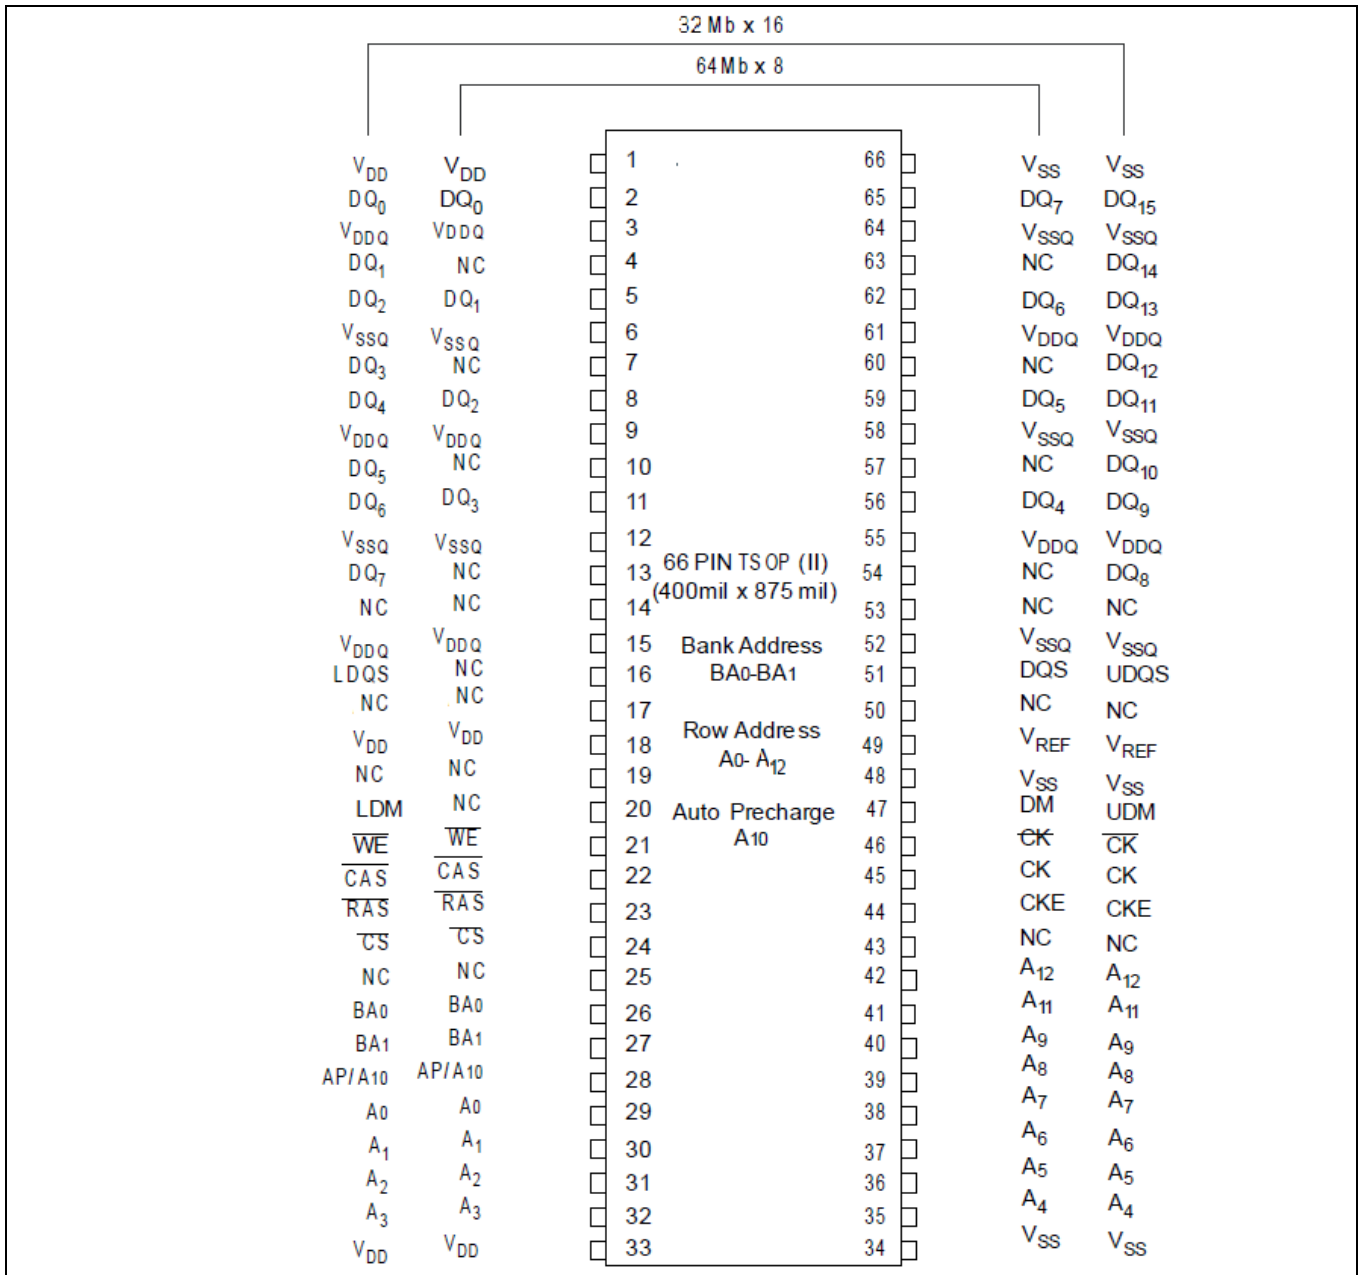 32 Mb x 16
64 Mb x 8
VDD VDD 1 66 VSS VSS
DQ0 DQ0 2 65 DQ7 DQ15
VDDQ VDDQ 3 64 VSSQ VSSQ
DQ1 NC 4 63 NC DQ14
DQ2 DQ1 5 62 DQ6 DQ13
VSSQ VSSQ 6 61 VDDQ VDDQ
DQ3 NC 7 60 NC DQ12
DQ4 DQ2 8 59 DQ5 DQ11
VDDQ VDDQ 9 58 VSSQ VSSQ
DQ5 NC 10 57 NC DQ10
DQ6 DQ3 11 56 DQ4 DQ9
VSSQ VSSQ 12 55 VDDQ VDDQ
66 PIN TSOP (II)
DQ7 NC 13 54 NC DQ8
(400mil x 875 mil)
NC NC 14 53 NC NC
VDDQ VDDQ 15 Bank Address 52 VSSQ VSSQ
LDQS NC 16 BA0-BA1 51 DQS UDQS
NC NC 17 50 NC NC
Row Address
VDD VDD 18 49 VREF VREF
A0- A12
NC NC 19 48 VSS VSS
LDM NC 20 Auto Precharge 47 DM UDM
WE WE 21 A10 46 CK CK
CAS CAS 22 45 CK CK
RAS RAS 23 44 CKE CKE
CS CS 24 43 NC NC
NC NC 25 42 A12 A12
BA0 BA0 26 41 A11 A11
BA1 BA1 27 40 A9 A9
AP/A10 AP/A10 28 39 A8 A8
A0 A0 29 38 A7 A7
A1 A1 30 37 A6 A6
A2 A2 31 36 A5 A5
A3 A3 32 35 A4 A4
VDD VDD 33 34 VSS VSS